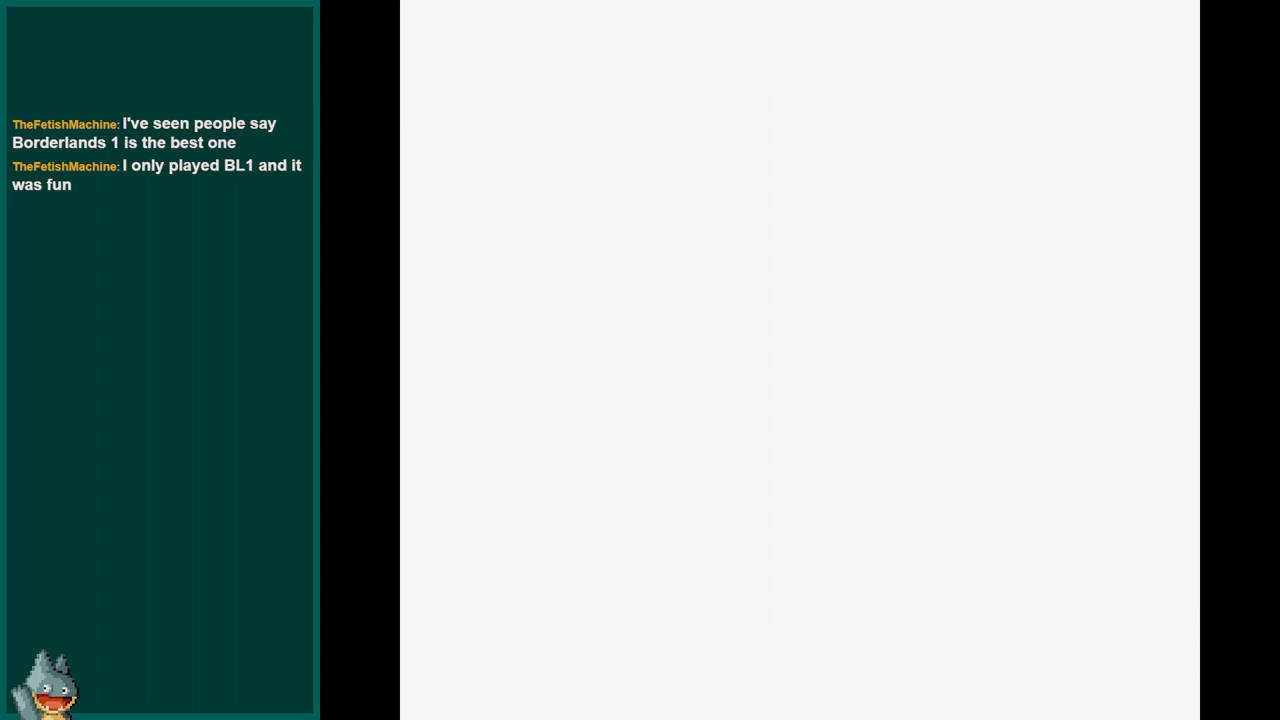 TheFetishMachine: I've seen people say
Borderlands 1 is the best one
TheFetishMachine: I only played BL1 and it
was fun